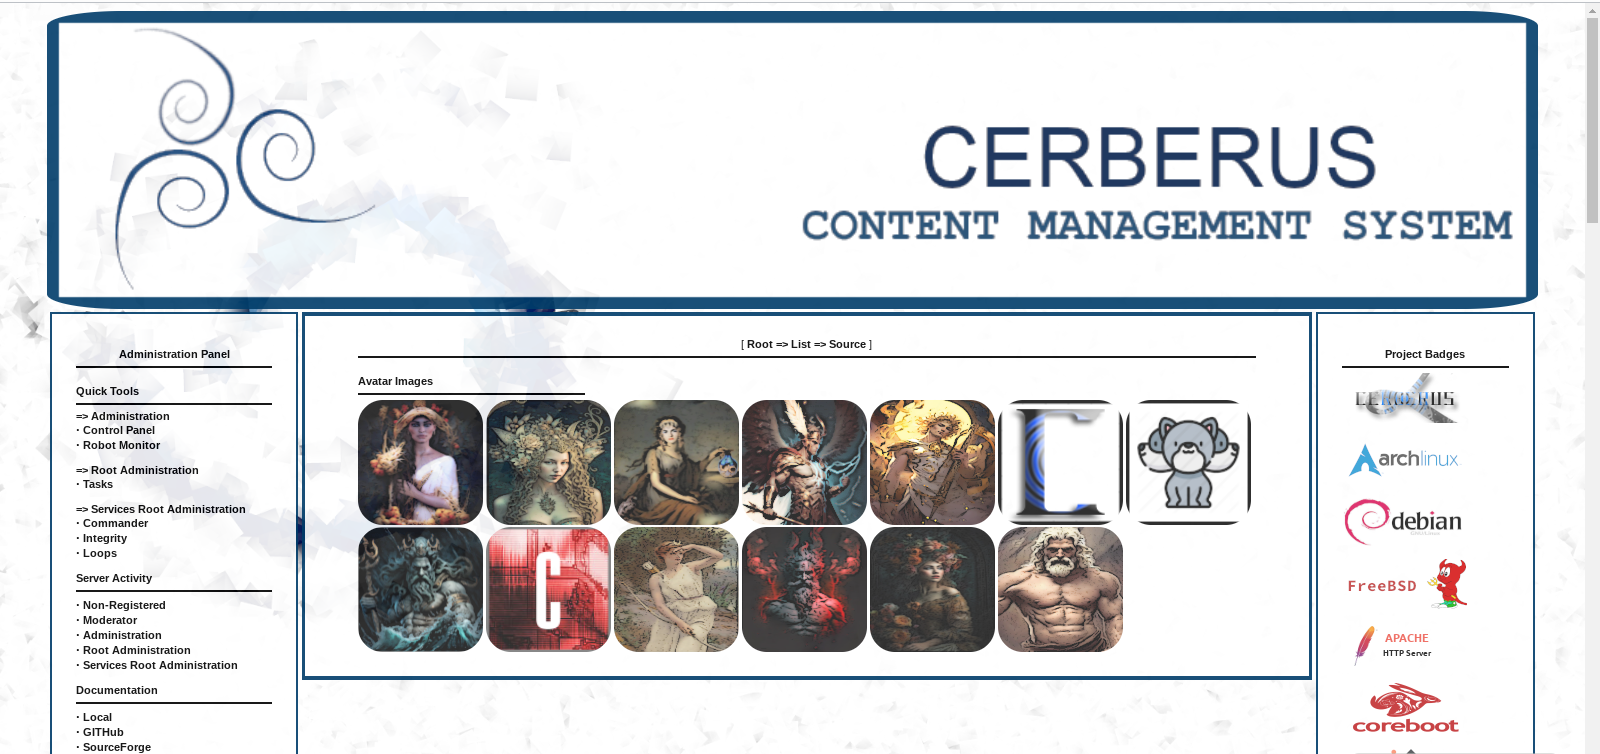 CERBERUS
CONTENT MANAGEMENT SYSTEM
Administration Panel
Quick Tools
=> Administration
· Control Panel
· Robot Monitor
=> Root Administration
· Tasks
=> Services Root Administration
· Commander
· Integrity
· Loops
Server Activity
· Non-Registered
· Moderator
· Administration
· Root Administration
· Services Root Administration
Documentation
· Local
· GITHub
· SourceForge
[ Root => List => Source ]
Avatar Images
C
Project Badges
CERBERUS
archlinux
debian
FreeBSD
APACHE
HTTP Server
coreboot